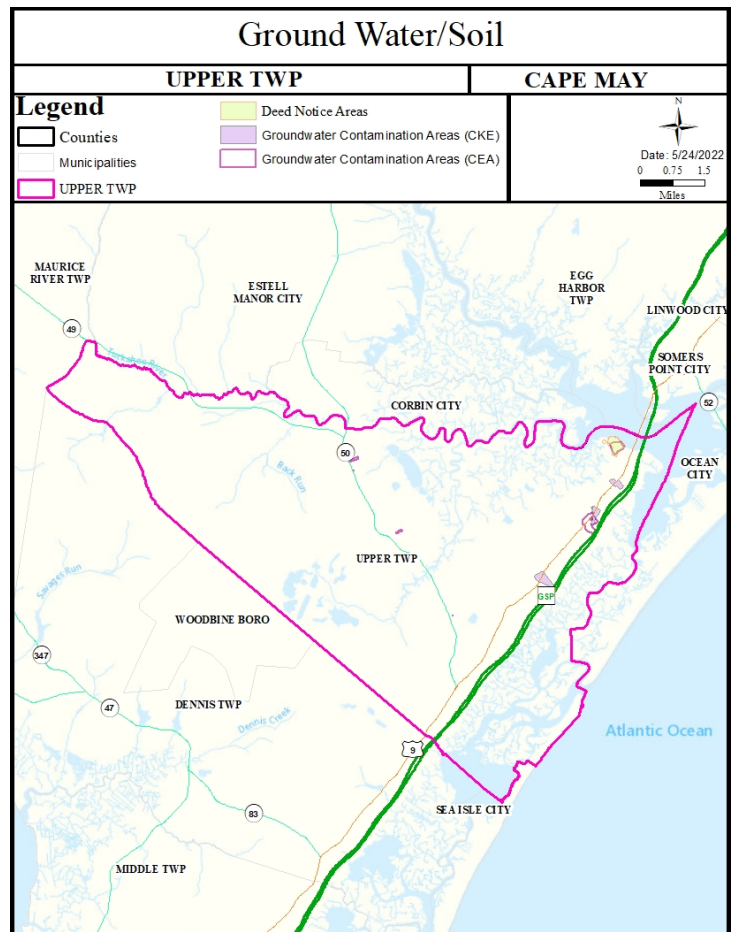 Ground Water/Soil
UPPER TWP
CAPE MAY
Legend
Counties
Municipalities
UPPER TWP
Deed Notice Areas
Groundwater Contamination Areas (CKE)
Groundwater Contamination Areas (CEA)
N
Date: 5/24/2022
0 0.75 1.5
Miles
MAURICE
RIVER TWP
ESTELL
MANOR CITY
EGG
HARBOR
TWP
LINWOOD CITY
49
Tuckahoe River
SOMERS
POINT CITY
CORBIN CITY
52
50
OCEAN
CITY
Back Run
UPPER TWP
Savages Run
GSP
WOODBINE BORO
347
47
DENNIS TWP
Dennis Creek
Atlantic Ocean
9
SEA ISLE CITY
83
MIDDLE TWP